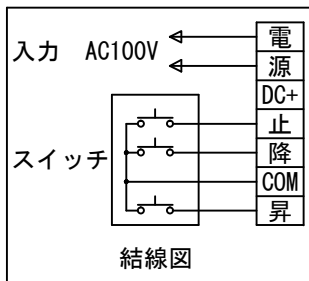 入力 AC100V
電
源
DC+
止
降
COM
昇
スイッチ
結線図